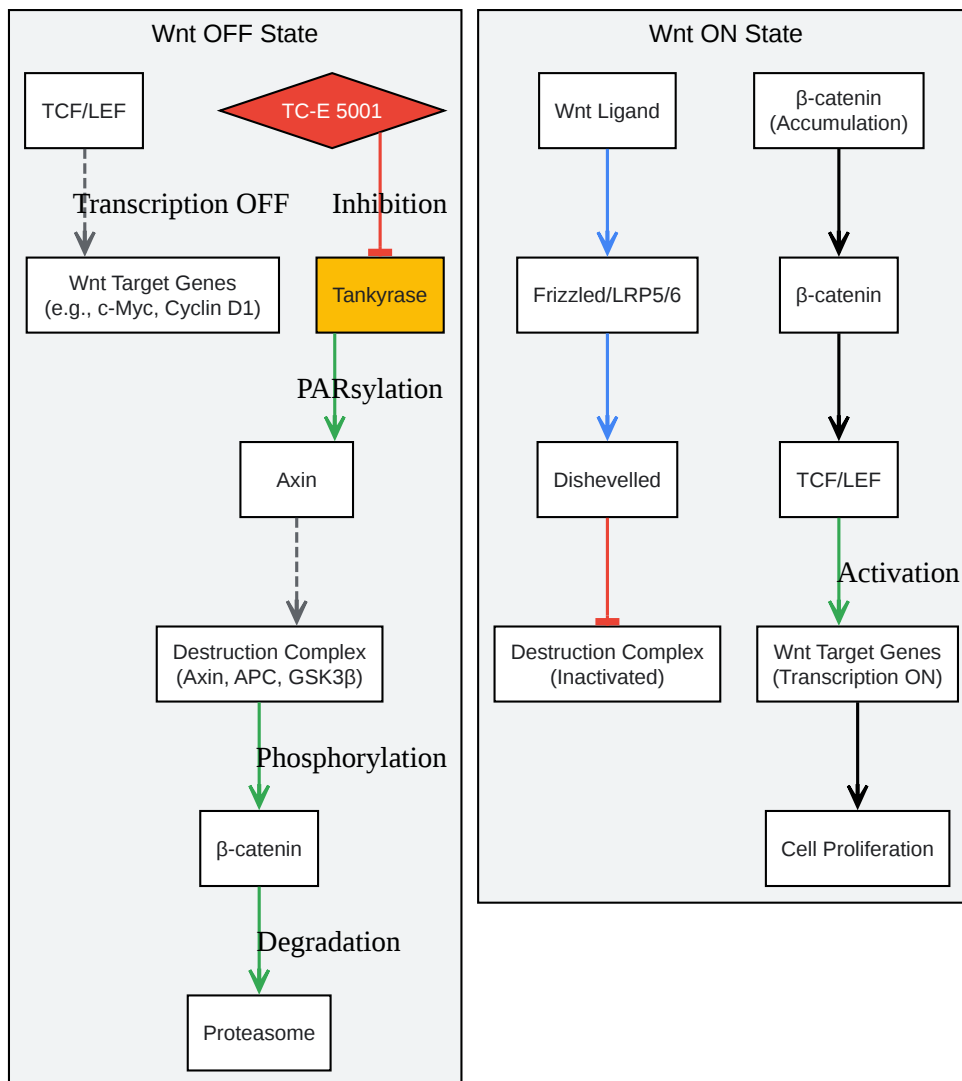 Wnt OFF State
TCF/LEF
TC-E 5001
Transcription OFF
Inhibition
Wnt Target Genes
(e.g., c-Myc, Cyclin D1)
Tankyrase
PARsylation
Axin
Destruction Complex
(Axin, APC, GSK3β)
Phosphorylation
β-catenin
Degradation
Proteasome
Wnt ON State
Wnt Ligand
β-catenin
(Accumulation)
Frizzled/LRP5/6
β-catenin
Dishevelled
TCF/LEF
Activation
Destruction Complex
(Inactivated)
Wnt Target Genes
(Transcription ON)
Cell Proliferation